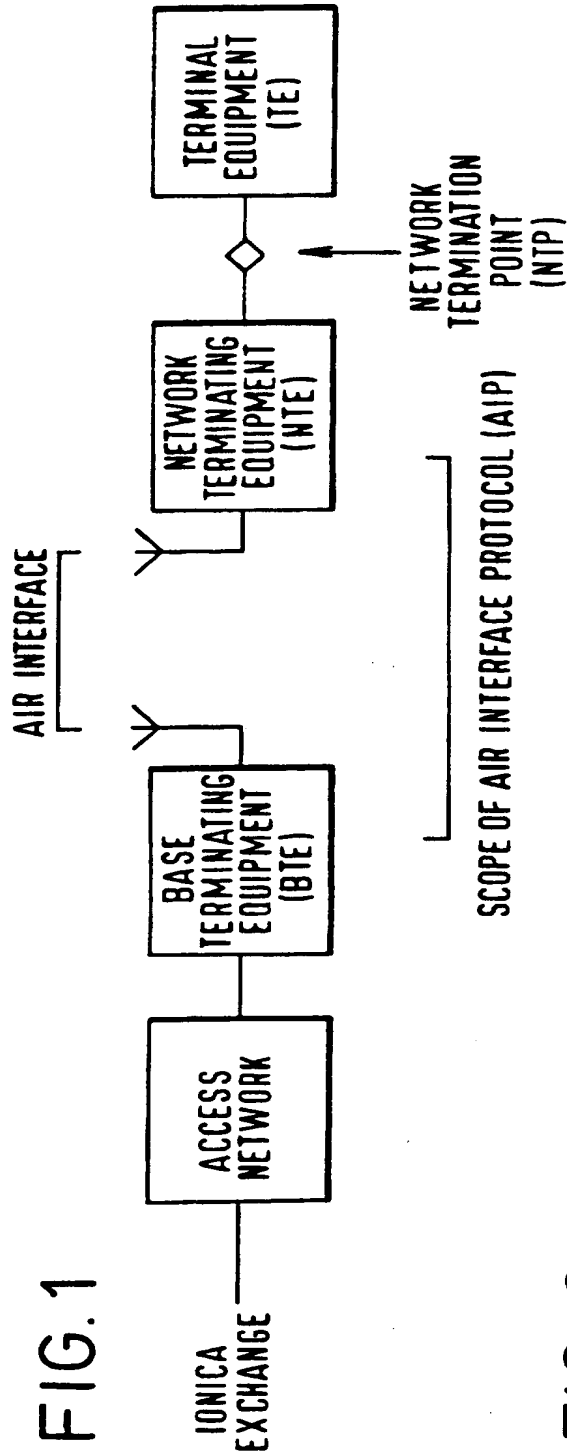 FIG. 1
IONICA
EXCHANGE
ACCESS
NETWORK
BASE
TERMINATING
EQUIPMENT
(BTE)
AIR INTERFACE
NETWORK
TERMINATING
EQUIPMENT
(NTE)
TERMINAL
EQUIPMENT
(TE)
NETWORK
TERMINATION
POINT
(NTP)
SCOPE OF AIR INTERFACE PROTOCOL (AIP)